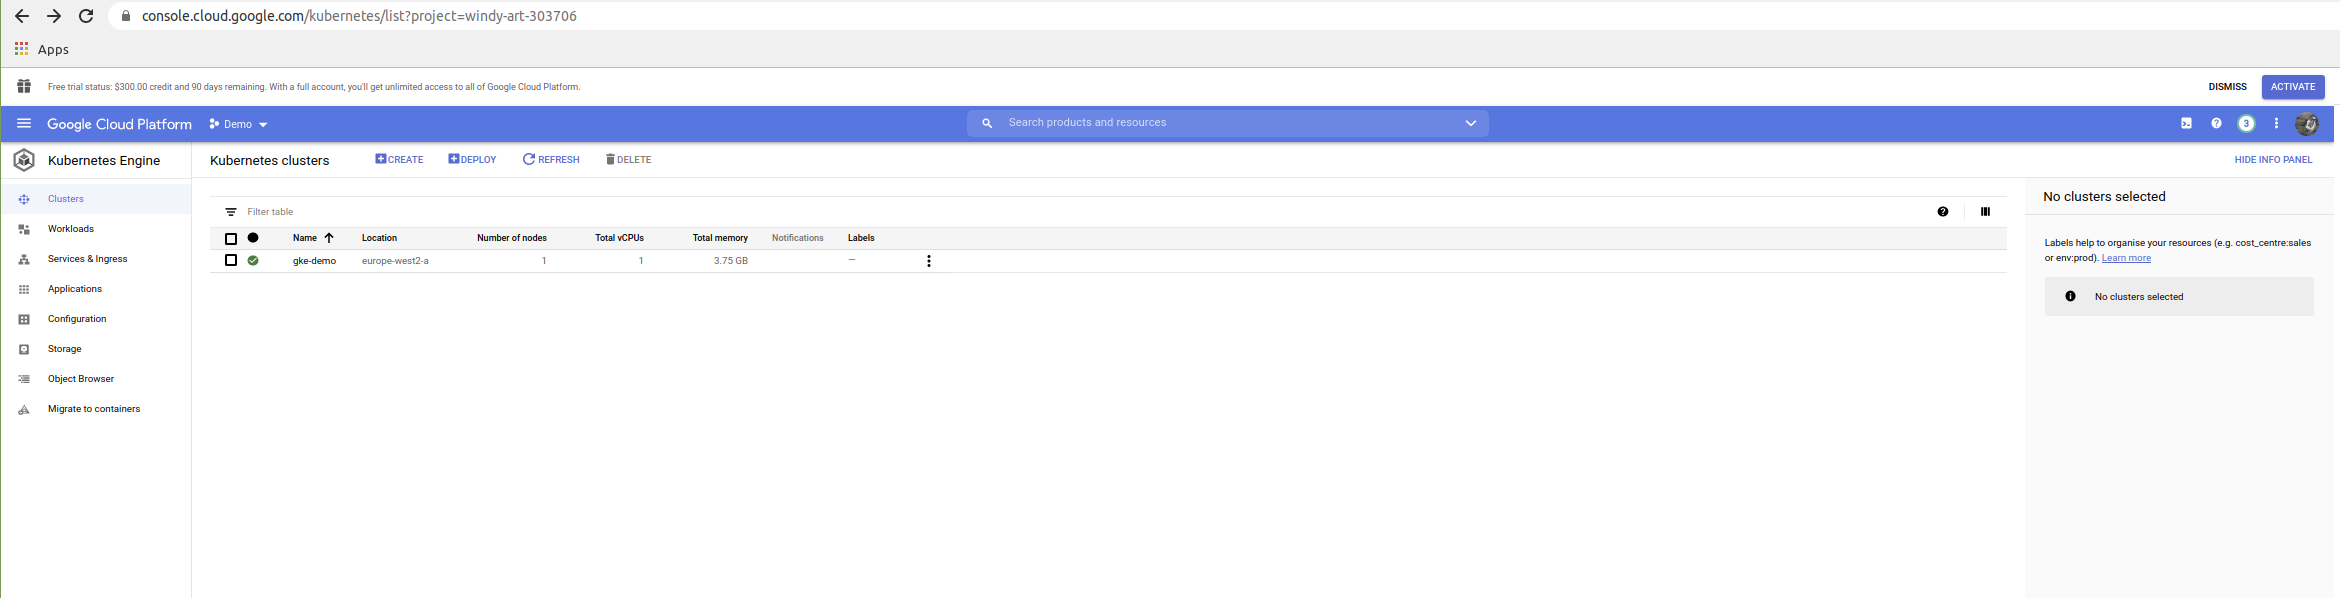 console.cloud.google.com/kubernetes/list?project=windy-art-303706
Apps
Free trial status: $300.00 credit and 90 days remaining. With a full account, you'll get unlimited access to all of Google Cloud Platform.
DISMISS
ACTIVATE
Google Cloud Platform
Demo
Search products and resources
3
Kubernetes Engine
Kubernetes clusters
CREATE
DEPLOY
REFRESH
DELETE
HIDE INFO PANEL
Clusters
Workloads
Services & Ingress
Applications
Configuration
Storage
Object Browser
Migrate to containers
Filter table
Name Location Number of nodes Total vCPUs Total memory Notifications Labels
gke-demo europe-west2-a 1 1 3.75 GB —
No clusters selected
Labels help to organise your resources (e.g. cost_centre:sales
or env:prod). Learn more
No clusters selected